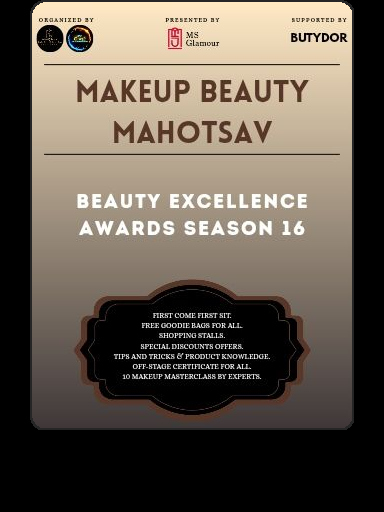 ORGANIZED BY
PRESENTED BY
SUPPORTED BY
MS
Glamour
BUTYDOR
MAKEUP BEAUTY
MAHOTSAV
BEAUTY EXCELLENCE
AWARDS SEASON 16
FIRST COME FIRST SIT.
FREE GOODIE BAGS FOR ALL.
SHOPPING STALLS.
SPECIAL DISCOUNTS OFFERS.
TIPS AND TRICKS & PRODUCT KNOWLEDGE.
OFF-STAGE CERTIFICATE FOR ALL.
10 MAKEUP MASTERCLASS BY EXPERTS.